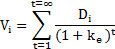 V_i = \sum_{t=1}^{t=\infty} \frac{D_i}{(1 + k_e)^t}